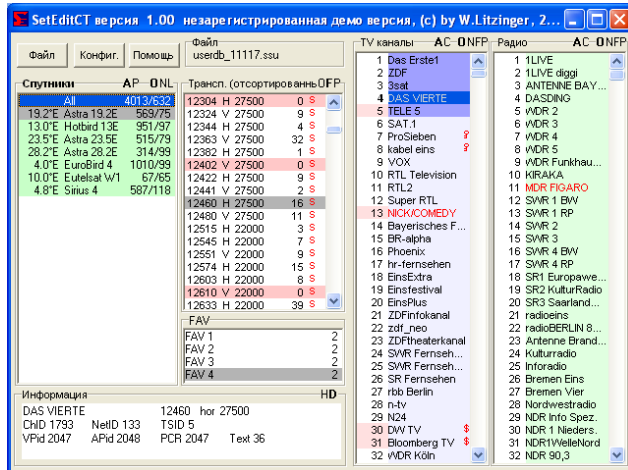 SetEditCT версия 1.00 незарегистрированная демо версия, (c) by W.Litzinger, 2...
Файл Конфиг. Помощь
Файл
userdb_11117.ssu
Спутники AP ONL
All 4013/632
19.2°E Astra 19.2E 569/75
13.0°E Hotbird 13E 951/97
23.5°E Astra 23.5E 515/79
28.2°E Astra 28.2E 314/99
4.0°E EuroBird 4 1010/99
10.0°E Eutelsat W1 67/65
4.8°E Sirius 4 587/118
Трансп. (отсортированнь OFP
12304 H 27500 0 S
12324 V 27500 9 S
12344 H 27500 4 S
12363 V 27500 32 S
12382 H 27500 1 S
12402 V 27500 0 S
12422 H 27500 9 S
12441 V 27500 2 S
12460 H 27500 16 S
12480 V 27500 11 S
12515 H 22000 3 S
12545 H 22000 7 S
12551 V 22000 9 S
12574 H 22000 15 S
12603 H 22000 8 S
12610 V 22000 0 S
12633 H 22000 39 S
FAV
FAV 1 2
FAV 2 2
FAV 3 2
FAV 4 2
Информация HD -
DAS VIERTE 12460 hor 27500
ChID 1793 NetID 133 TSID 5
VPid 2047 APid 2048 PCR 2047 Text 36
TV каналы AC-ONFP
1 Das Erste1
2 ZDF
3 3sat
4 DAS VIERTE
5 TELE 5
6 SAT.1
7 ProSieben
8 kabel eins
9 VOX
10 RTL Television
11 RTL2
12 Super RTL
13 NICK/COMEDY
14 Bayerisches F...
15 BR-alpha
16 Phoenix
17 hr-fernsehen
18 EinsExtra
19 Einsfestival
20 EinsPlus
21 ZDFinfokanal
22 zdf_neo
23 ZDFtheaterkanal
24 SWR Fernseh...
25 SWR Fernseh...
26 SR Fernsehen
27 rbb Berlin
28 n-tv
29 N24
30 DW TV $
31 Bloomberg TV $
32 WDR Köln
Радио AC-ONFP
1 1LIVE
2 1LIVE diggi
3 ANTENNE BAY...
4 DASDING
5 WDR 2
6 WDR 3
7 WDR 4
8 WDR 5
9 WDR Funkhau...
10 KIRAKA
11 MDR FIGARO
12 SWR 1 BW
13 SWR 1 RP
14 SWR 2
15 SWR 3
16 SWR 4 BW
17 SWR 4 RP
18 SR1 Europawe...
19 SR2 KulturRadio
20 SR3 Saarland...
21 radioeins
22 radioBERLIN 8...
23 Antenne Brand...
24 Kulturradio
25 Inforadio
26 Bremen Eins
27 Bremen Vier
28 Nordwestradio
29 NDR Info Spez.
30 NDR 1 Nieders.
31 NDR1WelleNord
32 NDR 90,3